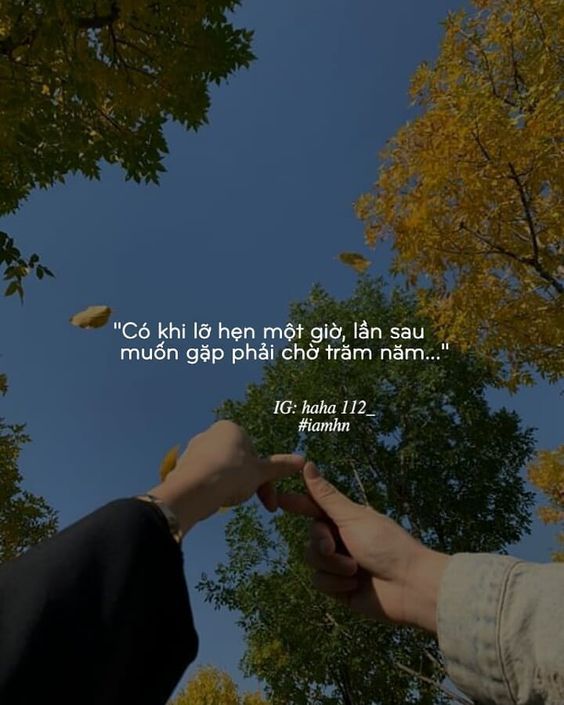 "Có khi lỡ hẹn một giờ, lần sau
muốn gặp phải chờ trăm năm..."
IG: haha 112_
#iamhn